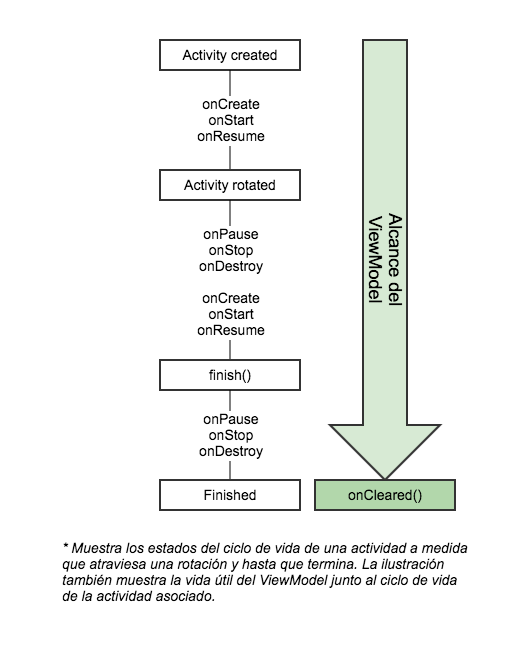 Activity created
onCreate
onStart
onResume
Activity rotated
onPause
onStop
onDestroy
onCreate
onStart
onResume
finish()
onPause
onStop
onDestroy
Finished
Alcance del
ViewModel
onCleared()
* Muestra los estados del ciclo de vida de una actividad a medida
que atraviesa una rotación y hasta que termina. La ilustración
también muestra la vida útil del ViewModel junto al ciclo de vida
de la actividad asociado.